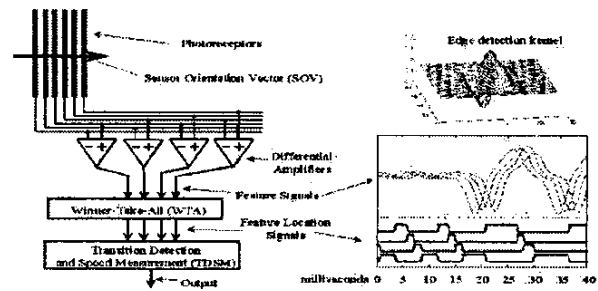 Photoreceptors
Sensor Orientation Vector (SOV)
Differential
Amplifiers
Feature Signals
Winner-Take-All (WTA)
Feature Location
Signals
Transition Detection
and Speed Measurement (TDSM)
Output
Edge detection kernel
milliseconds 0 5 10 15 20 25 30 35 40